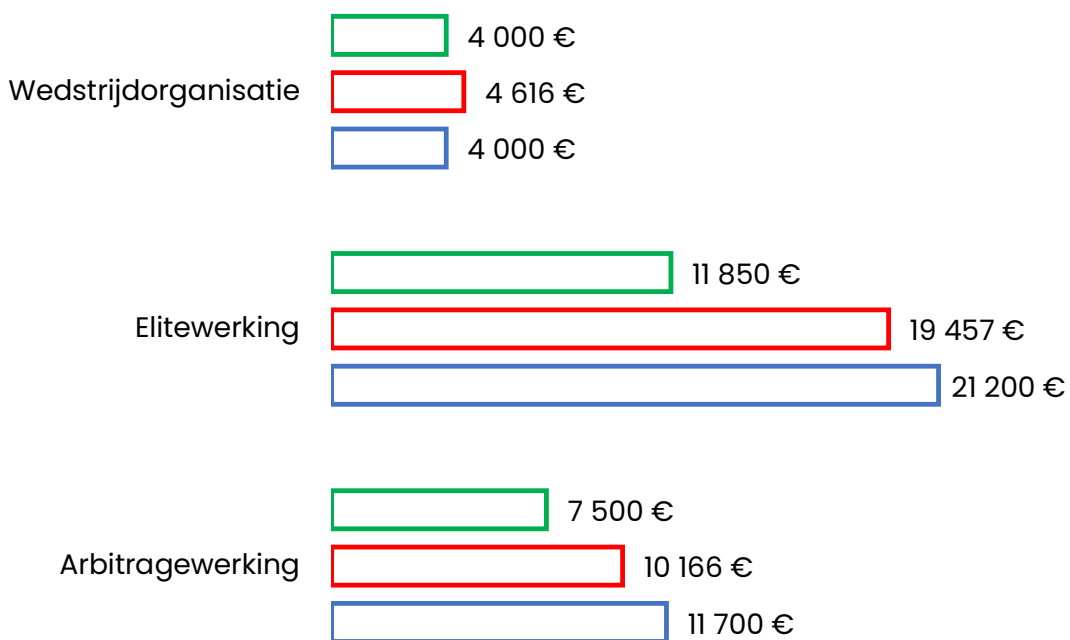 4 000 €
Wedstrijdorganisatie
4 616 €
4 000 €
11 850 €
Elitewerking
19 457 €
21 200 €
7 500 €
Arbitragewerking
10 166 €
11 700 €